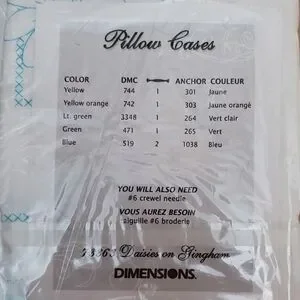 Pillow Cases
COLOR DMC ANCHOR COULEUR
Yellow 744 1 301 Jaune
Yellow orange 742 1 303 Jaune orangé
Lt. green 3348 1 264 Vert clair
Green 471 1 265 Vert
Blue 519 2 1038 Bleu
YOU WILL ALSO NEED
#6 crewel needle
VOUS AUREZ BESOIN
aiguille #6 broderie
Daisies on Gingham
DIMENSIONS.